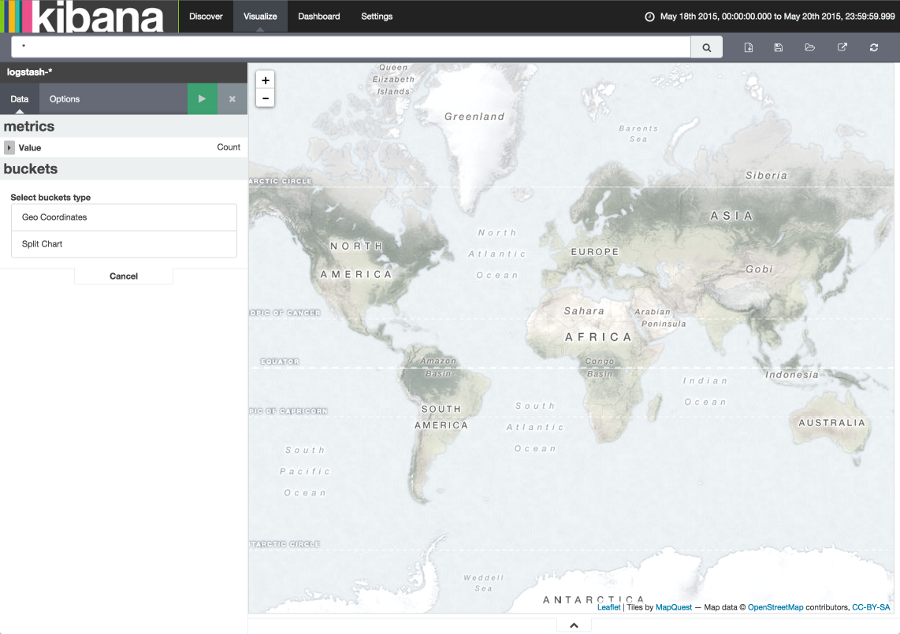 kibana Discover Visualize Dashboard Settings May 18th 2015, 00:00:00.000 to May 20th 2015, 23:59:59.999
*
logstash-*
Data Options
metrics
Value Count
buckets
Select buckets type
Geo Coordinates
Split Chart
Cancel
+
−
Queen
Elizabeth
Islands
Greenland
Barents
Sea
ARCTIC CIRCLE
Siberia
ASIA
NORTH
AMERICA
North
Atlantic
Ocean
EUROPE
Gobi
OPIC OF CANCER
Sahara
Arabian
Peninsula
AFRICA
EQUATOR
Amazon
Basin
Congo
Basin
Indonesia
Indian
Ocean
PIC OF CAPRICORN
SOUTH
AMERICA
South
Atlantic
Ocean
AUSTRALIA
South
Pacific
Ocean
TARCTIC CIRCLE
Weddell
Sea
ANTARCTICA
Leaflet | Tiles by MapQuest — Map data © OpenStreetMap contributors, CC-BY-SA